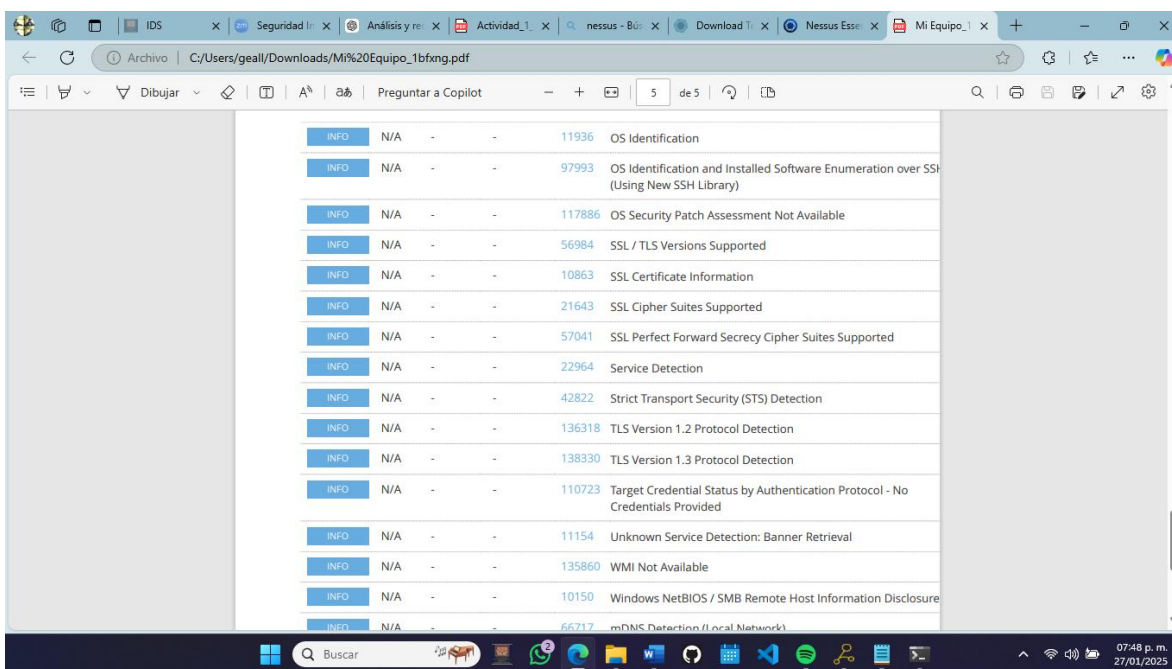 IDS
Seguridad In
Análisis y re
Actividad_1_
nessus - Bús
Download Te
Nessus Esse
Mi Equipo_1
Archivo C:/Users/geall/Downloads/Mi%20Equipo_1bfxng.pdf
Dibujar Preguntar a Copilot 5 de 5
INFO N/A - - 11936 OS Identification
INFO N/A - - 97993 OS Identification and Installed Software Enumeration over SSH
(Using New SSH Library)
INFO N/A - - 117886 OS Security Patch Assessment Not Available
INFO N/A - - 56984 SSL / TLS Versions Supported
INFO N/A - - 10863 SSL Certificate Information
INFO N/A - - 21643 SSL Cipher Suites Supported
INFO N/A - - 57041 SSL Perfect Forward Secrecy Cipher Suites Supported
INFO N/A - - 22964 Service Detection
INFO N/A - - 42822 Strict Transport Security (STS) Detection
INFO N/A - - 136318 TLS Version 1.2 Protocol Detection
INFO N/A - - 138330 TLS Version 1.3 Protocol Detection
INFO N/A - - 110723 Target Credential Status by Authentication Protocol - No
Credentials Provided
INFO N/A - - 11154 Unknown Service Detection: Banner Retrieval
INFO N/A - - 135860 WMI Not Available
INFO N/A - - 10150 Windows NetBIOS / SMB Remote Host Information Disclosure
INFO N/A - - 66717 mDNS Detection (Local Network)
Buscar
2
07:48 p. m.
27/01/2025